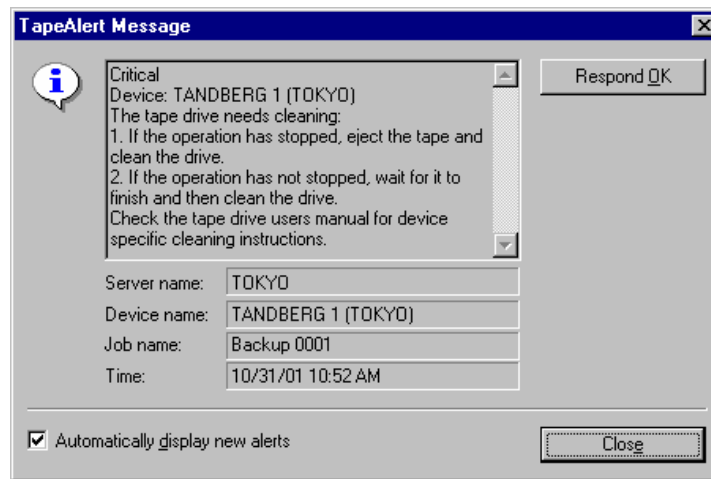 TapeAlert Message
Critical
Device: TANDBERG 1 (TOKYO)
The tape drive needs cleaning:
1. If the operation has stopped, eject the tape and
clean the drive.
2. If the operation has not stopped, wait for it to
finish and then clean the drive.
Check the tape drive users manual for device
specific cleaning instructions.
Respond OK
Server name: TOKYO
Device name: TANDBERG 1 (TOKYO)
Job name: Backup 0001
Time: 10/31/01 10:52 AM
Automatically display new alerts
Close